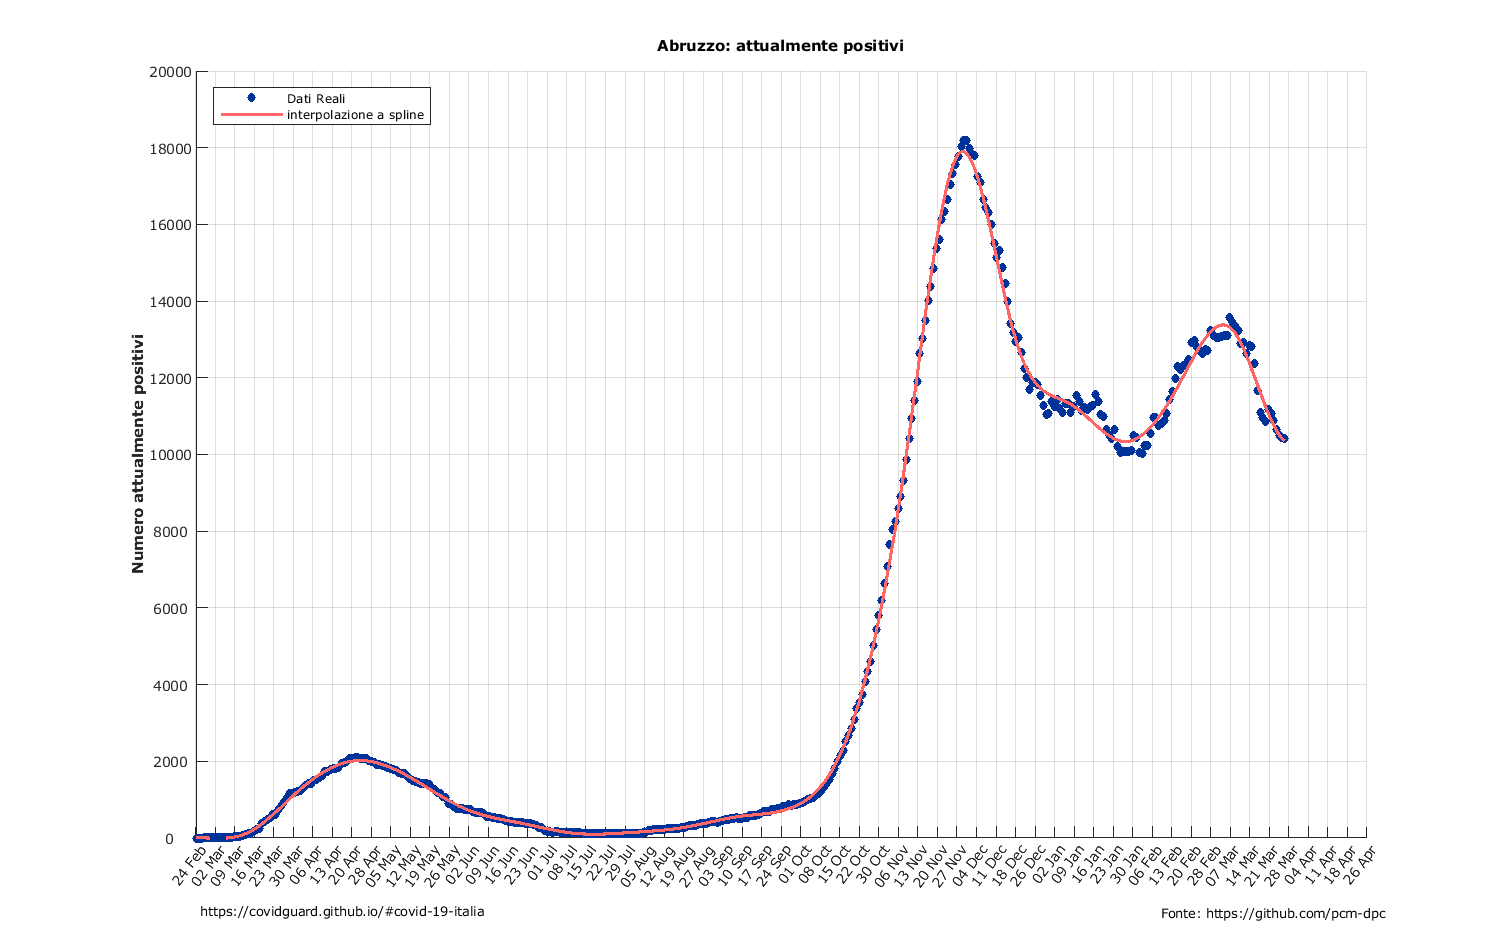 Abruzzo: attualmente positivi
20000
18000
16000
14000
12000
10000
8000
6000
4000
2000
0
Numero attualmente positivi
Dati Reali
interpolazione a spline
24 Feb
02 Mar
09 Mar
16 Mar
23 Mar
30 Mar
06 Apr
13 Apr
20 Apr
28 Apr
05 May
12 May
19 May
26 May
02 Jun
09 Jun
16 Jun
23 Jun
01 Jul
08 Jul
15 Jul
22 Jul
29 Jul
05 Aug
12 Aug
19 Aug
27 Aug
03 Sep
10 Sep
17 Sep
24 Sep
01 Oct
08 Oct
15 Oct
22 Oct
30 Oct
06 Nov
13 Nov
20 Nov
27 Nov
04 Dec
11 Dec
18 Dec
26 Dec
02 Jan
09 Jan
16 Jan
23 Jan
30 Jan
06 Feb
13 Feb
20 Feb
28 Feb
07 Mar
14 Mar
21 Mar
28 Mar
04 Apr
11 Apr
18 Apr
26 Apr
https://covidguard.github.io/#covid-19-italia
Fonte: https://github.com/pcm-dpc